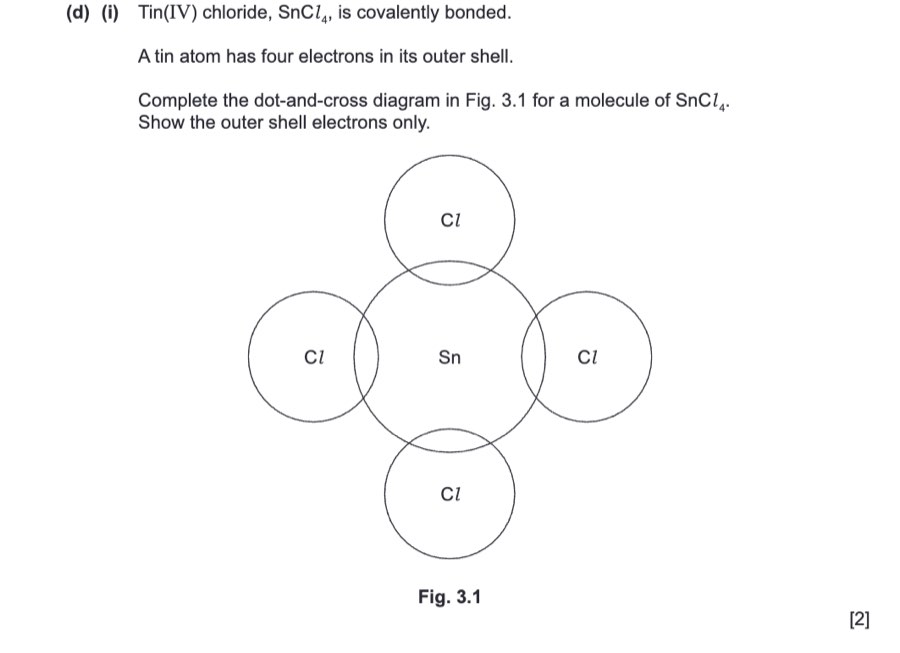 (d) (i) Tin(IV) chloride, SnCl₄, is covalently bonded.
A tin atom has four electrons in its outer shell.
Complete the dot-and-cross diagram in Fig. 3.1 for a molecule of SnCl₄.
Show the outer shell electrons only.
Cl
Cl Sn Cl
Cl
Fig. 3.1
[2]